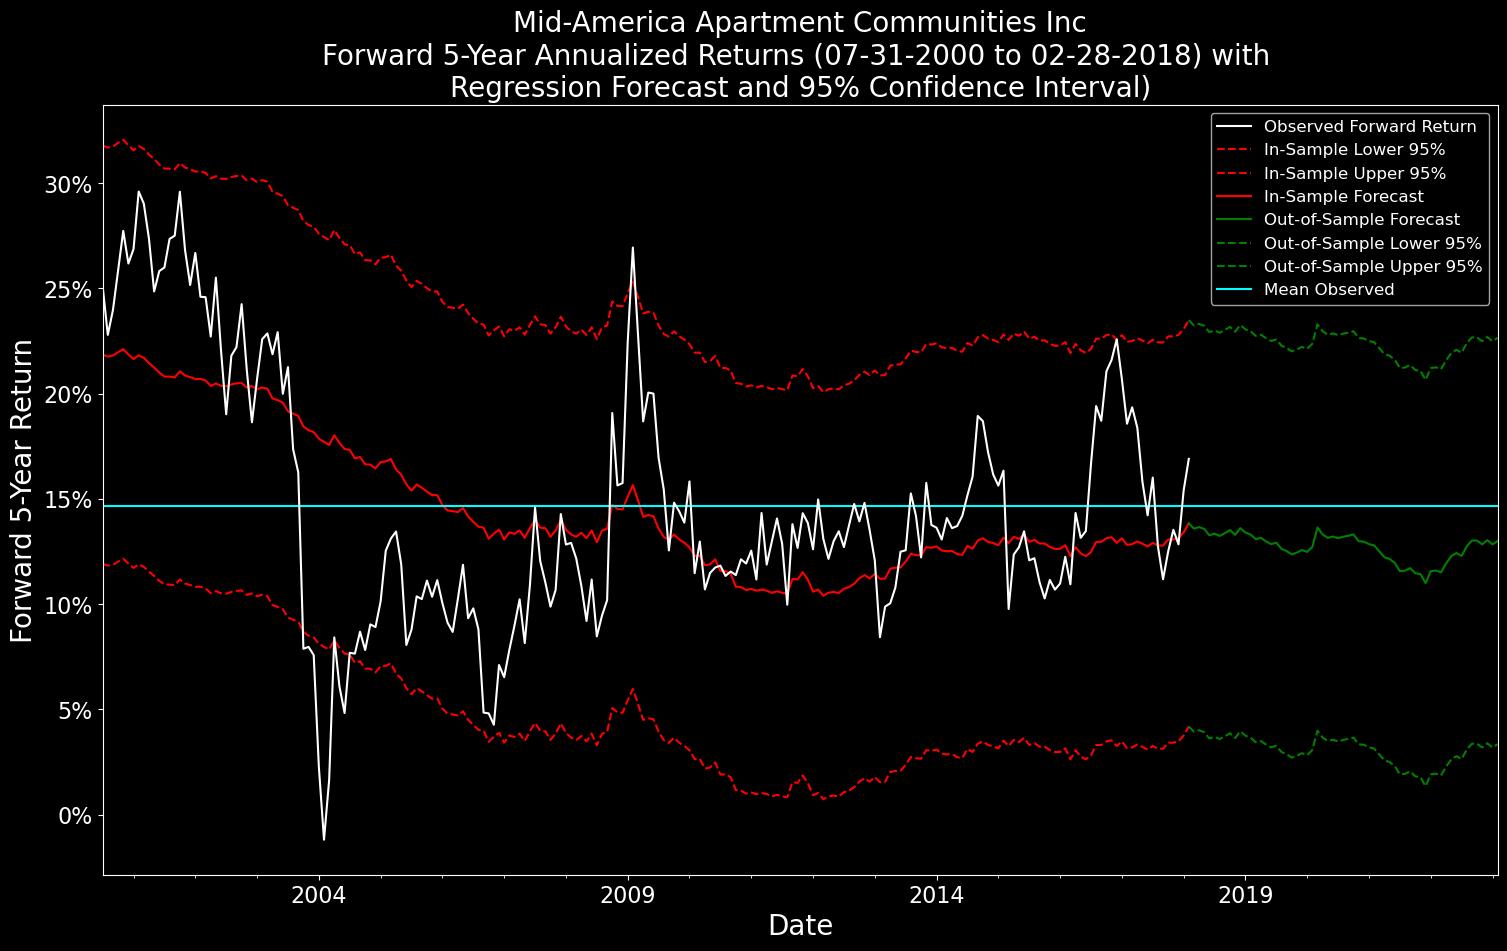 Mid-America Apartment Communities Inc
Forward 5-Year Annualized Returns (07-31-2000 to 02-28-2018) with
Regression Forecast and 95% Confidence Interval)
Observed Forward Return
In-Sample Lower 95%
In-Sample Upper 95%
In-Sample Forecast
Out-of-Sample Forecast
Out-of-Sample Lower 95%
Out-of-Sample Upper 95%
Mean Observed
Forward 5-Year Return
30%
25%
20%
15%
10%
5%
0%
2004
2009
2014
2019
Date